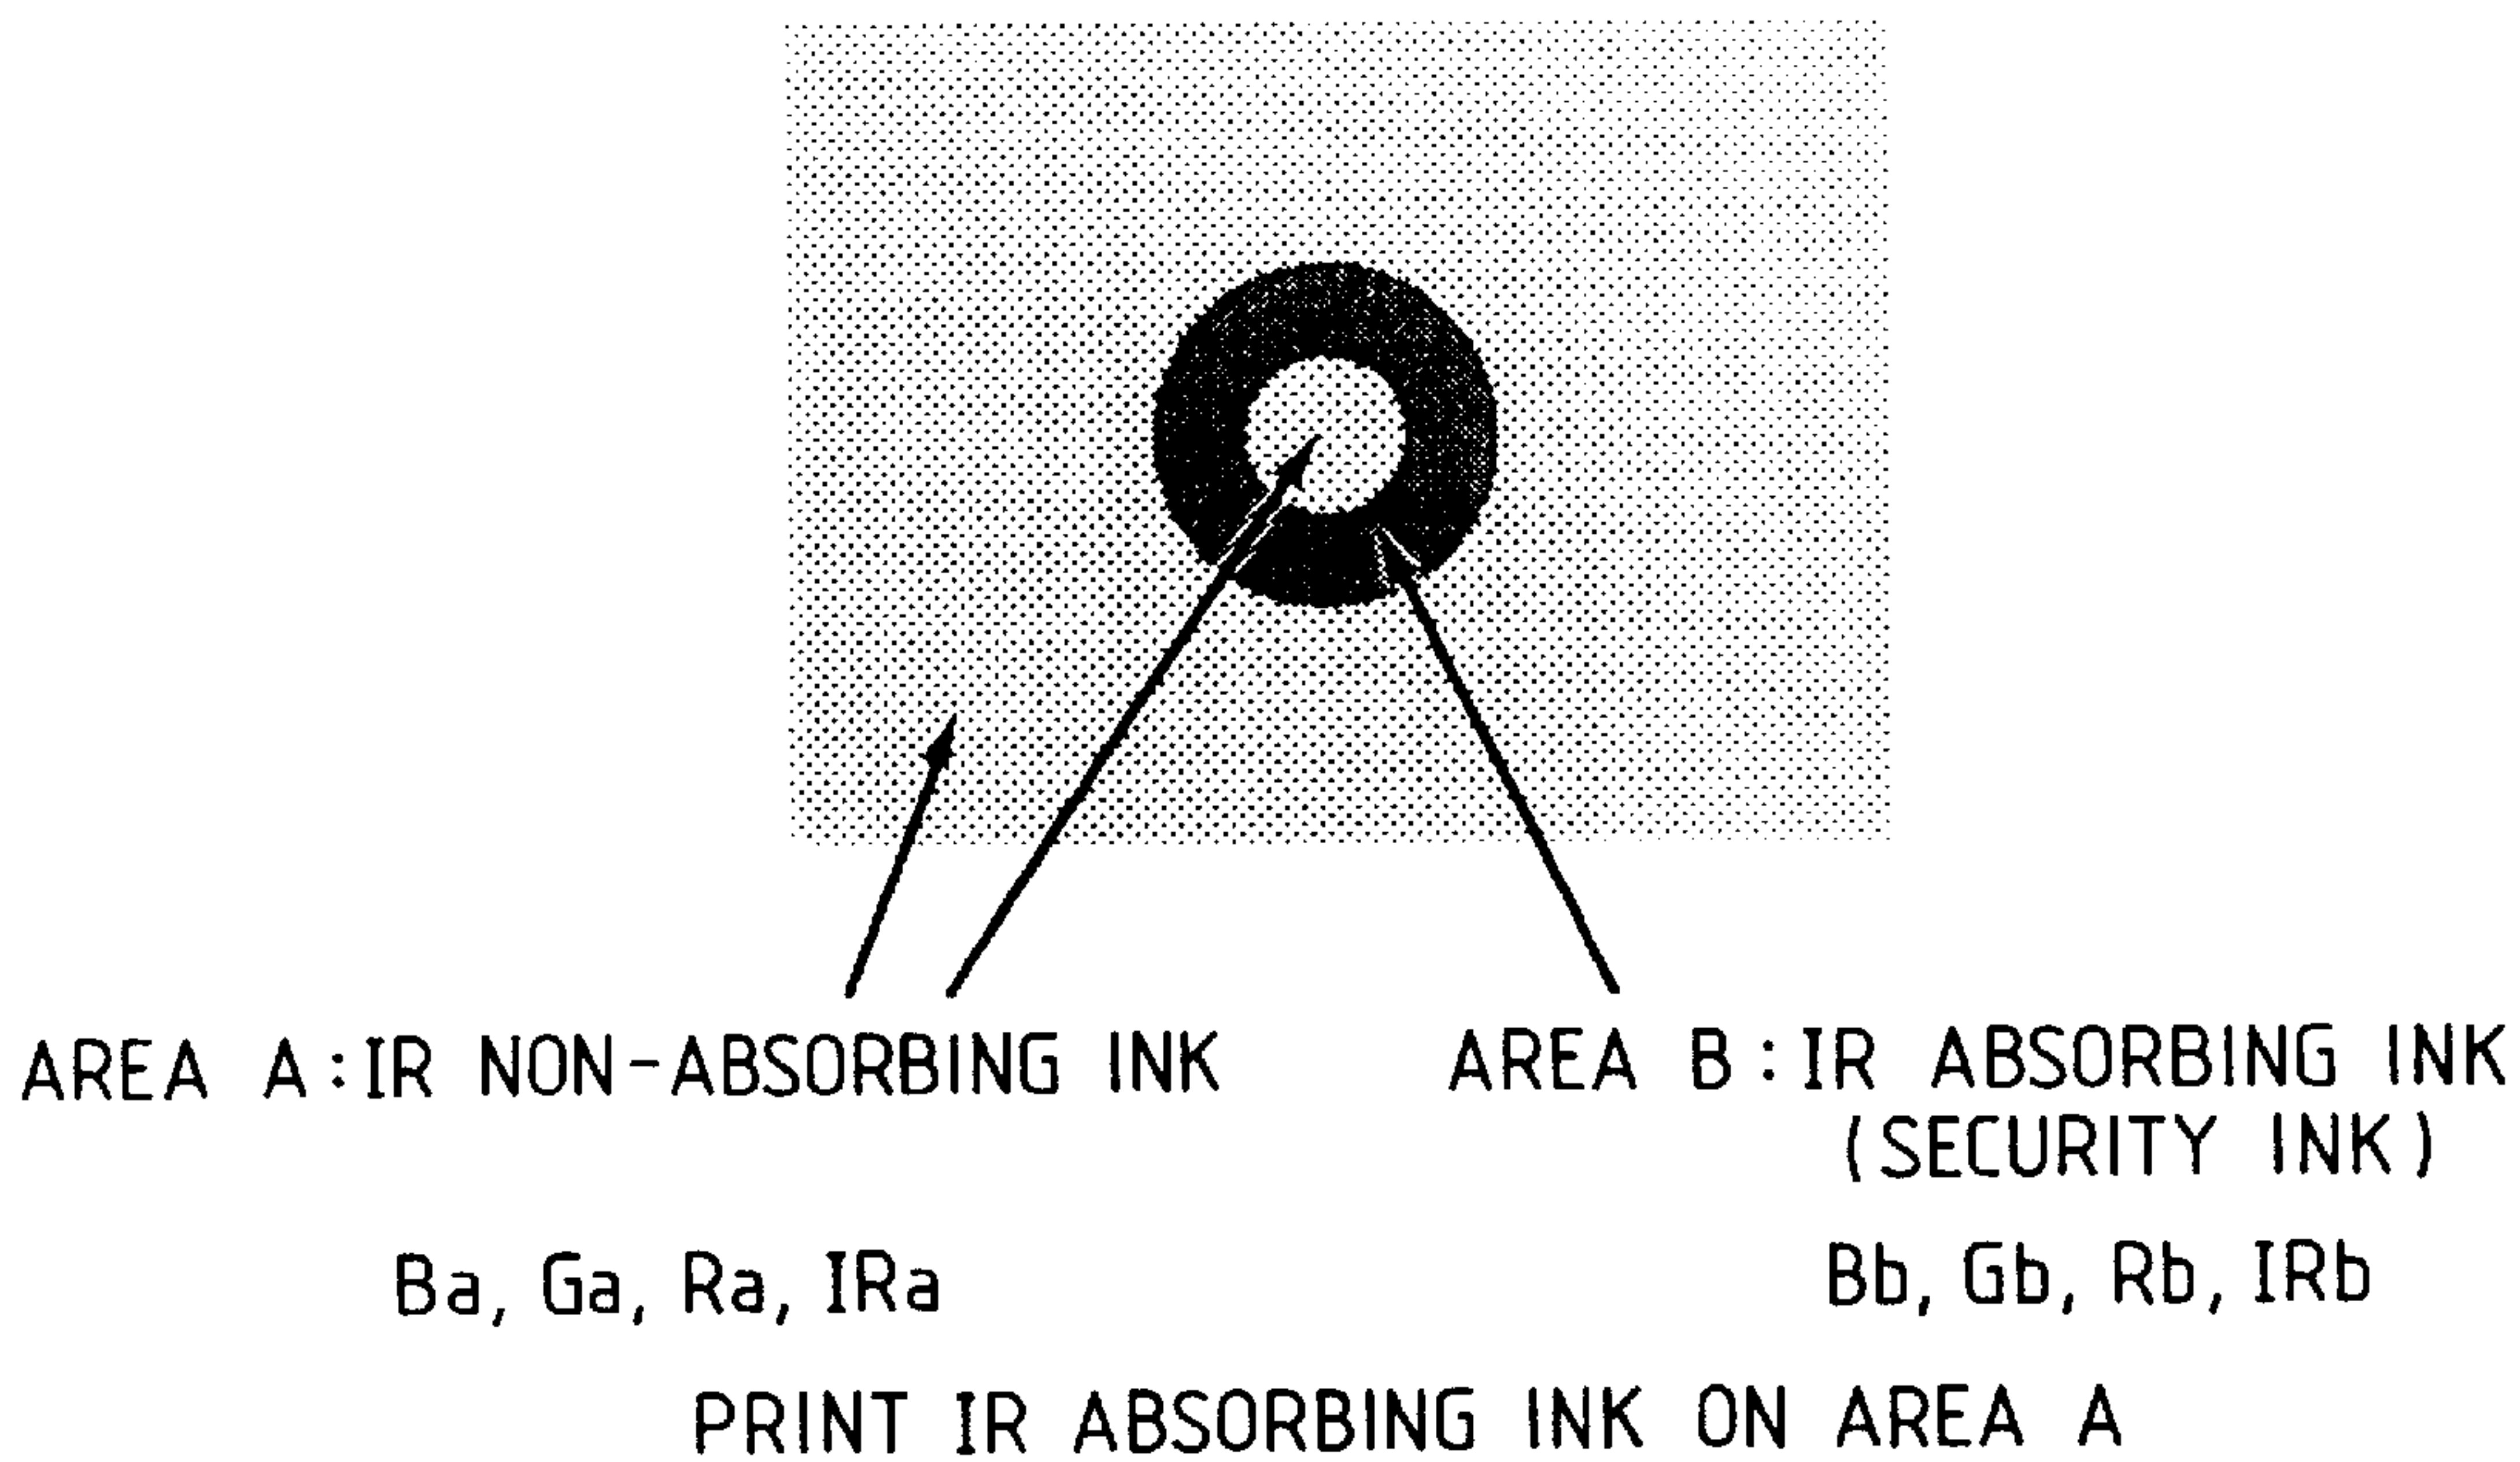 AREA A:IR NON-ABSORBING INK
AREA B:IR ABSORBING INK
(SECURITY INK)
Ba, Ga, Ra, IRa
Bb, Gb, Rb, IRb
PRINT IR ABSORBING INK ON AREA A